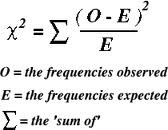 χ² = ∑ (O - E)² / E
O = the frequencies observed
E = the frequencies expected
∑ = the 'sum of'